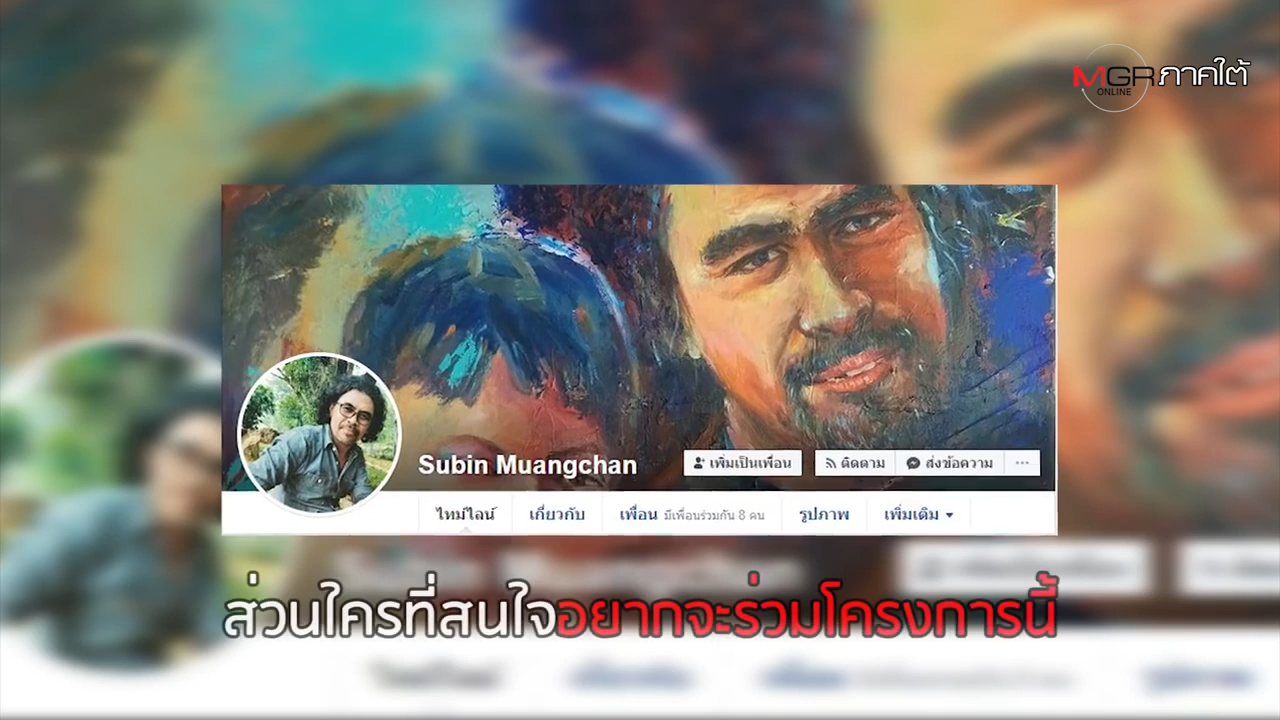 MGR ภาคใต้
ONLINE
Subin Muangchan
เพิ่มเป็นเพื่อน
ติดตาม
ส่งข้อความ
ไทม์ไลน์
เกี่ยวกับ
เพื่อน มีเพื่อนร่วมกัน 8 คน
รูปภาพ
เพิ่มเติม
ส่วนใครที่สนใจอยากจะร่วมโครงการนี้